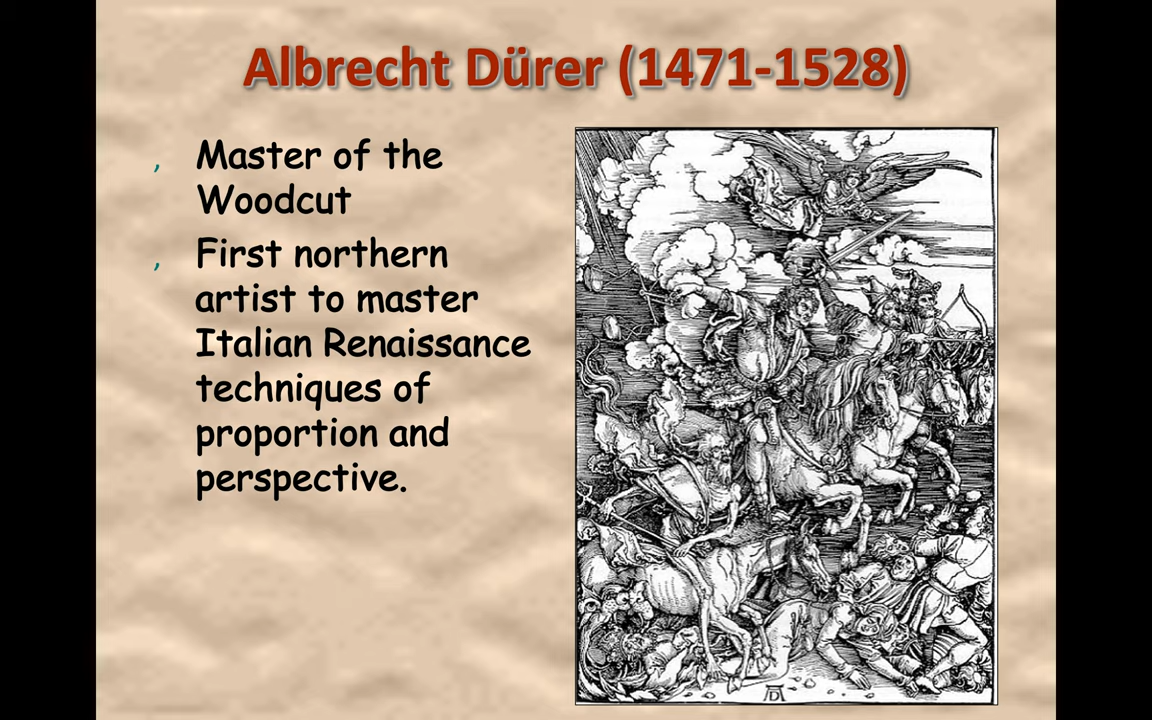 Albrecht Dürer (1471-1528)
, Master of the
Woodcut
, First northern
artist to master
Italian Renaissance
techniques of
proportion and
perspective.
AD